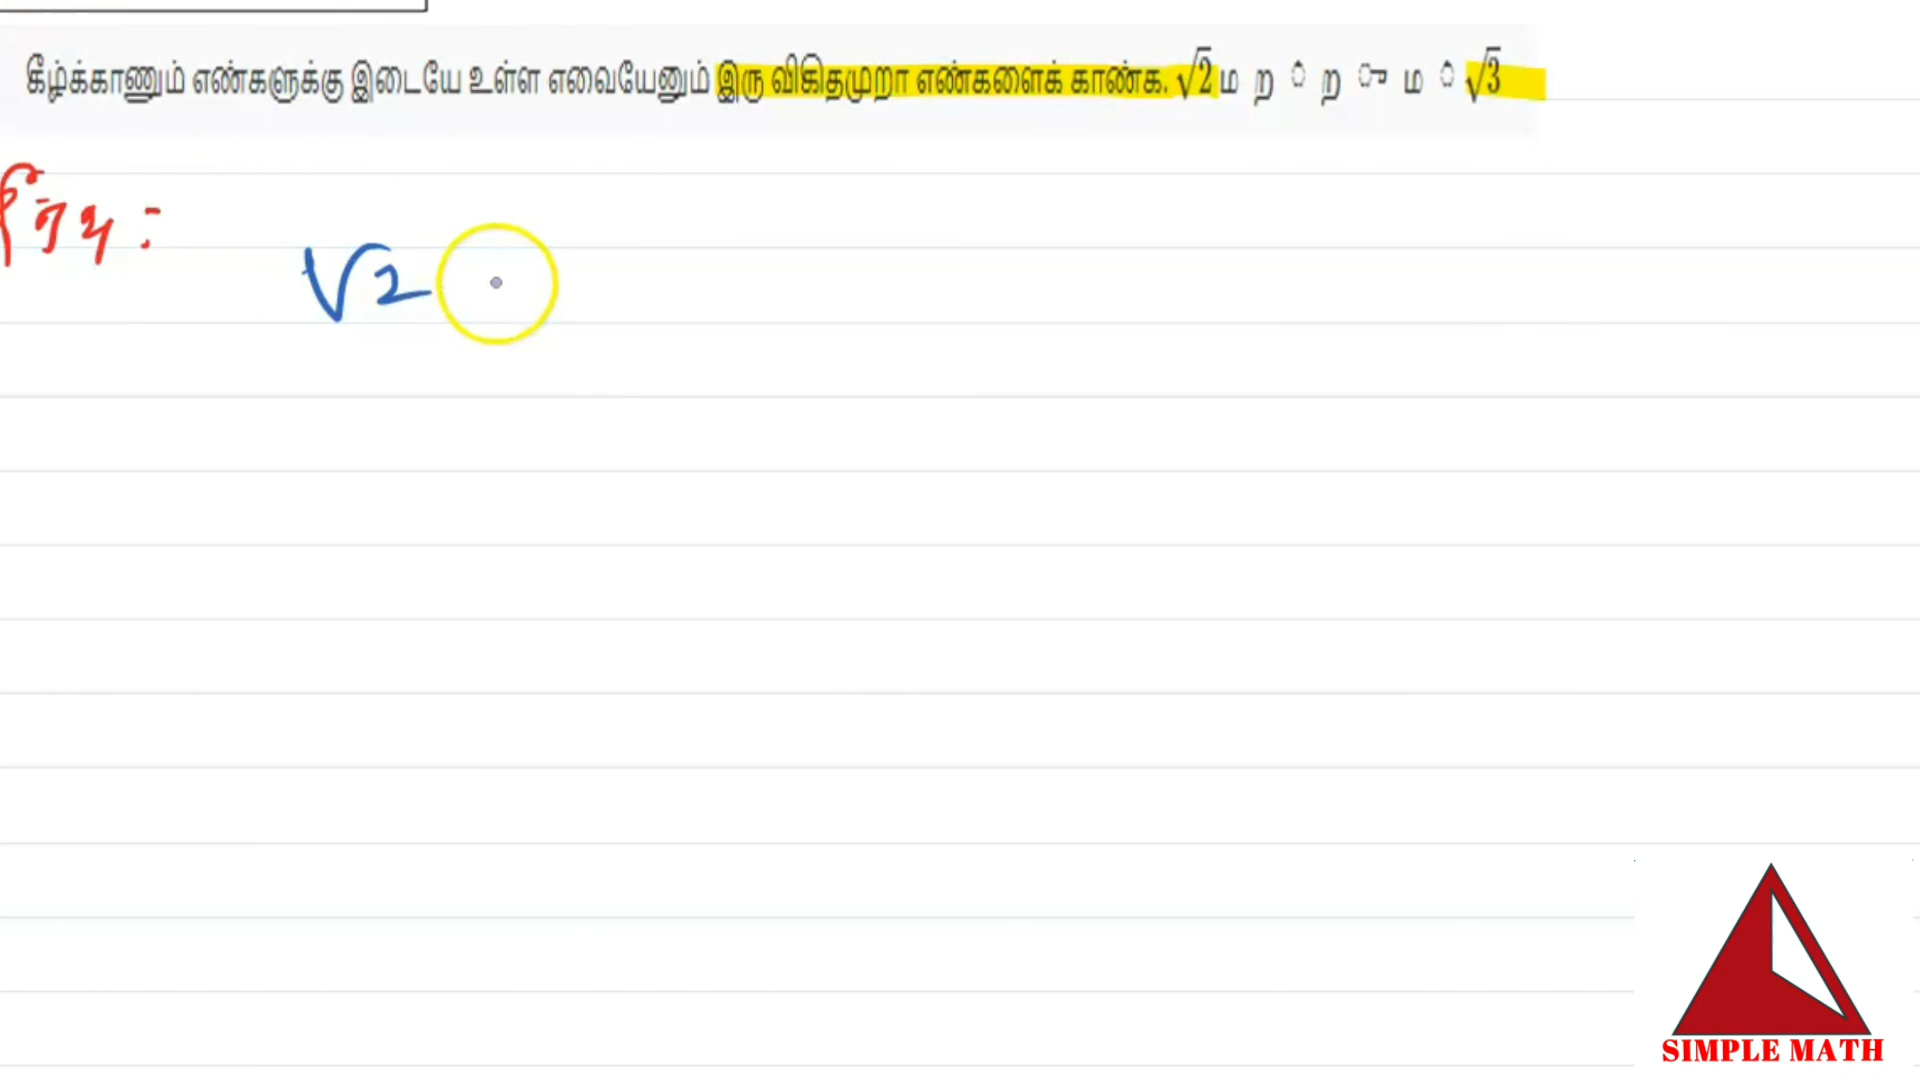 கீழ்க்காணும் எண்களுக்கு இடையே உள்ள எவையேனும் இரு விகிதமுறா எண்களைக் காண்க. √2 ம ற ் ற ு ம ் √3
தீர்வு :
√2
SIMPLE MATH